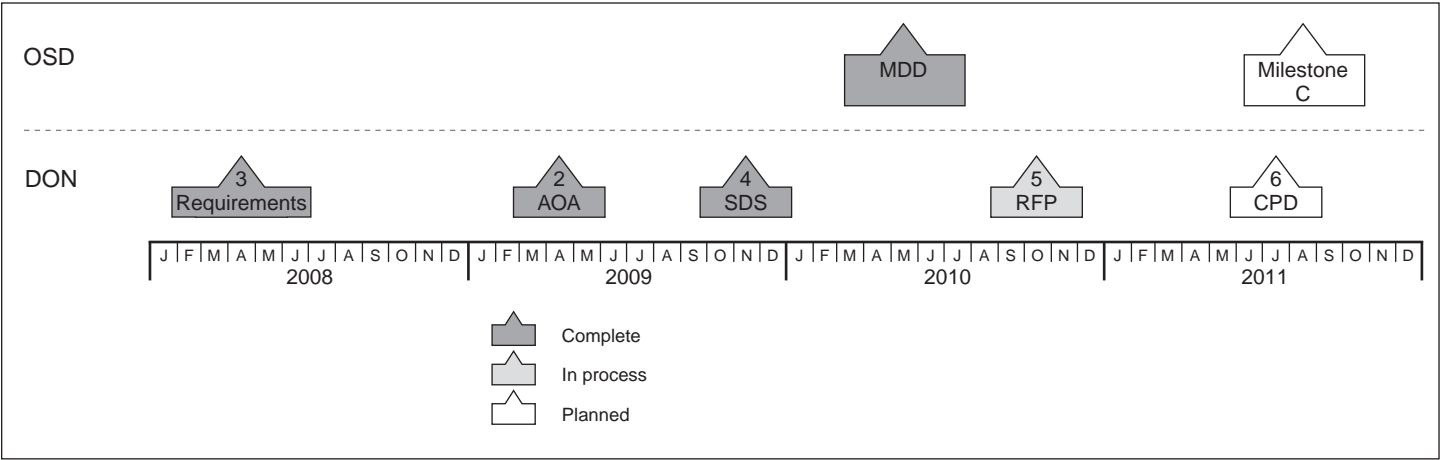 OSD
MDD
Milestone
C
DON
3
Requirements
2
AOA
4
SDS
5
RFP
6
CPD
J F M A M J J A S O N D J F M A M J J A S O N D J F M A M J J A S O N D J F M A M J J A S O N D
2008 2009 2010 2011
Complete
In process
Planned